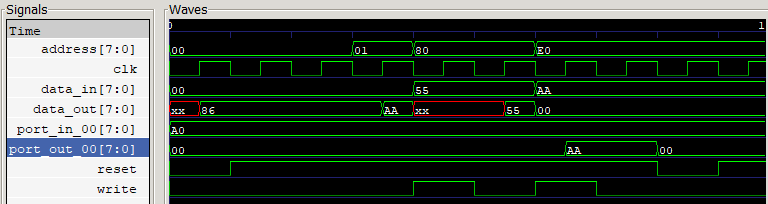 Signals
Waves
Time
0
1
address[7:0]
00
01
80
E0
clk
data_in[7:0]
00
55
AA
data_out[7:0]
xx
86
AA
xx
55
00
port_in_00[7:0]
A0
port_out_00[7:0]
00
AA
00
reset
write